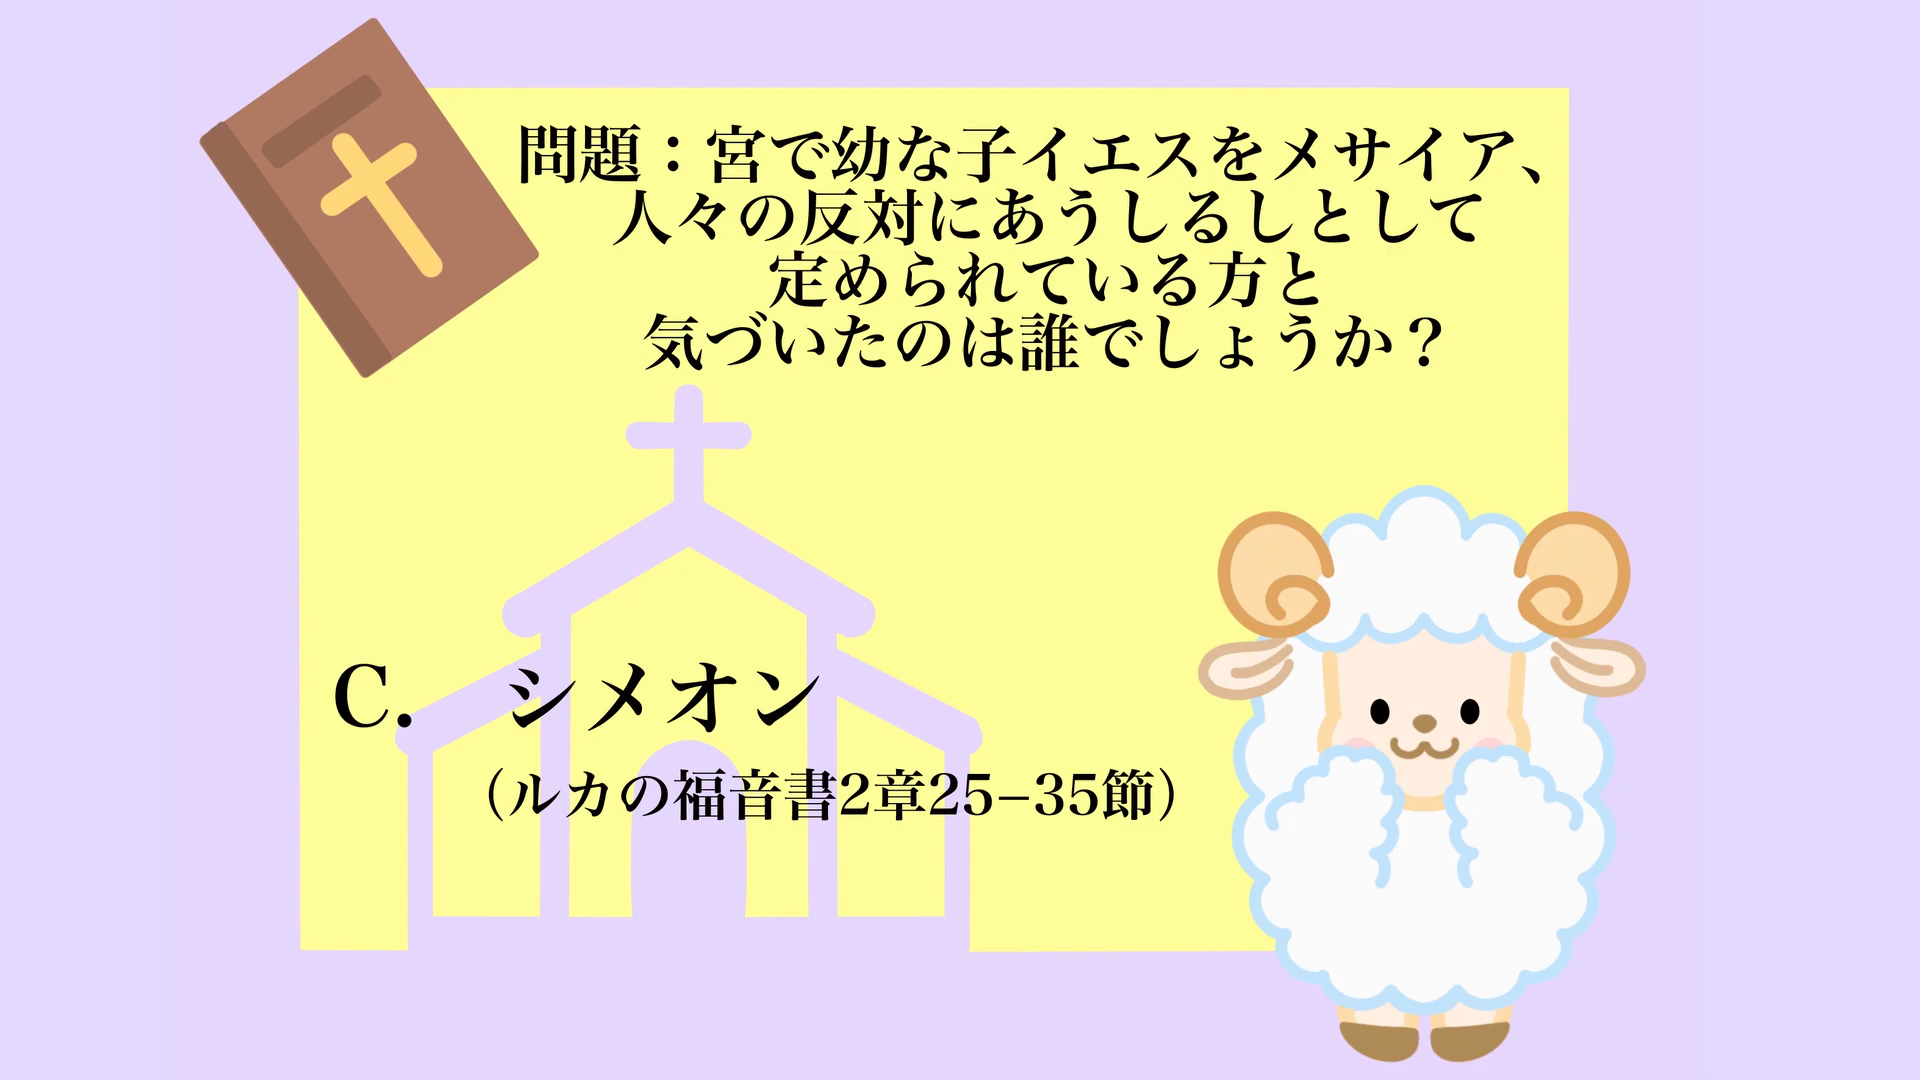 問題：宮で幼な子イエスをメサイア、
人々の反対にあうしるしとして
定められている方と
気づいたのは誰でしょうか？
C.　シメオン
（ルカの福音書2章25–35節）